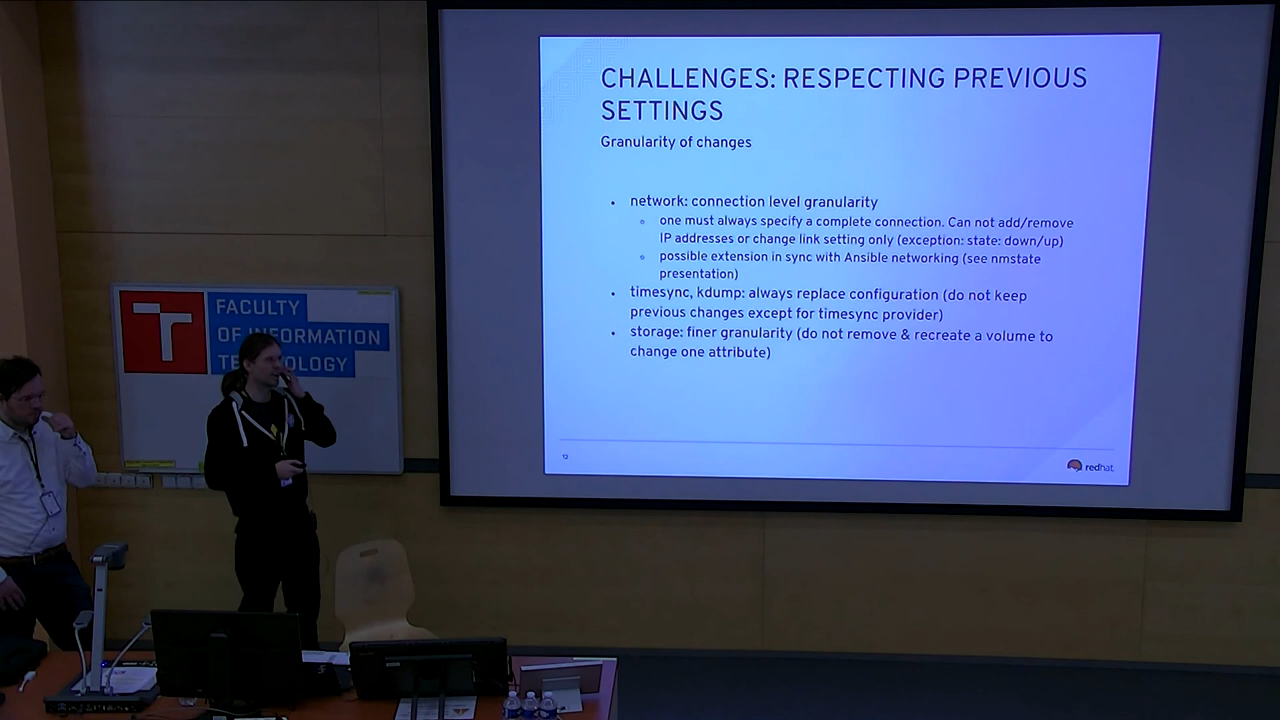 CHALLENGES: RESPECTING PREVIOUS
SETTINGS
Granularity of changes
network: connection level granularity
one must always specify a complete connection. Can not add/remove
IP addresses or change link setting only (exception: state: down/up)
possible extension in sync with Ansible networking (see nmstate
presentation)
timesync, kdump: always replace configuration (do not keep
previous changes except for timesync provider)
storage: finer granularity (do not remove & recreate a volume to
change one attribute)
12
redhat
FACULTY
OF INFORMATION
TECHNOLOGY